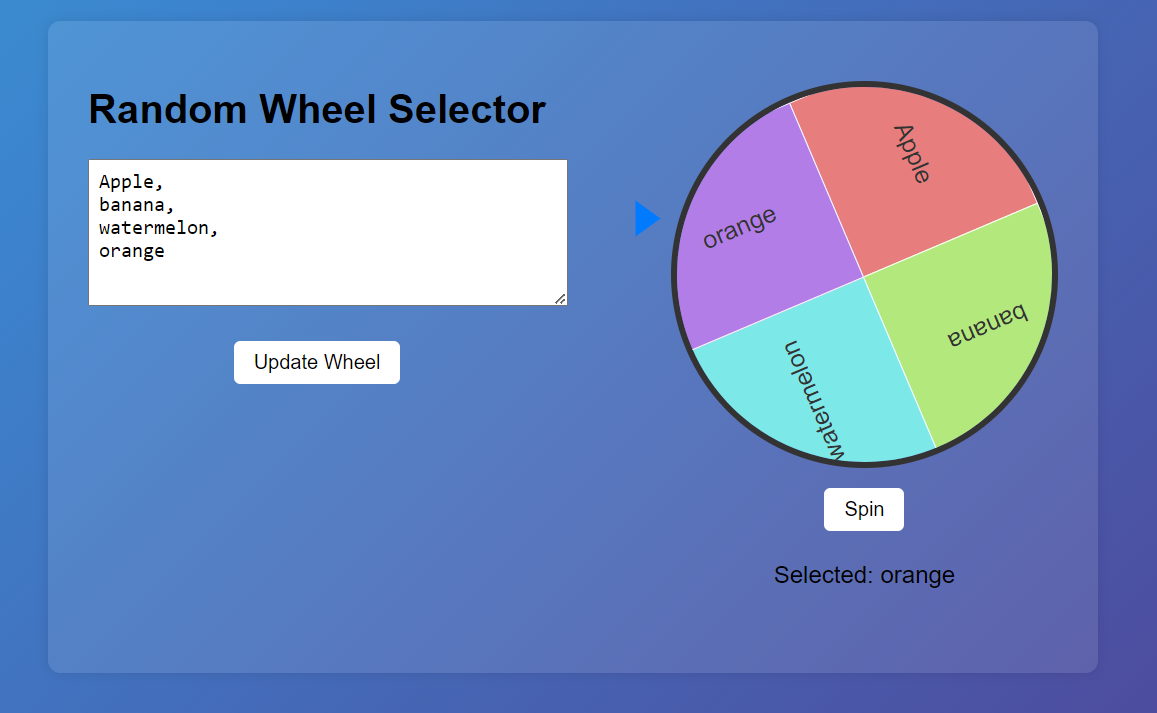 Random Wheel Selector
Apple,
banana,
watermelon,
orange
Update Wheel
Apple
orange
banana
watermelon
Spin
Selected: orange